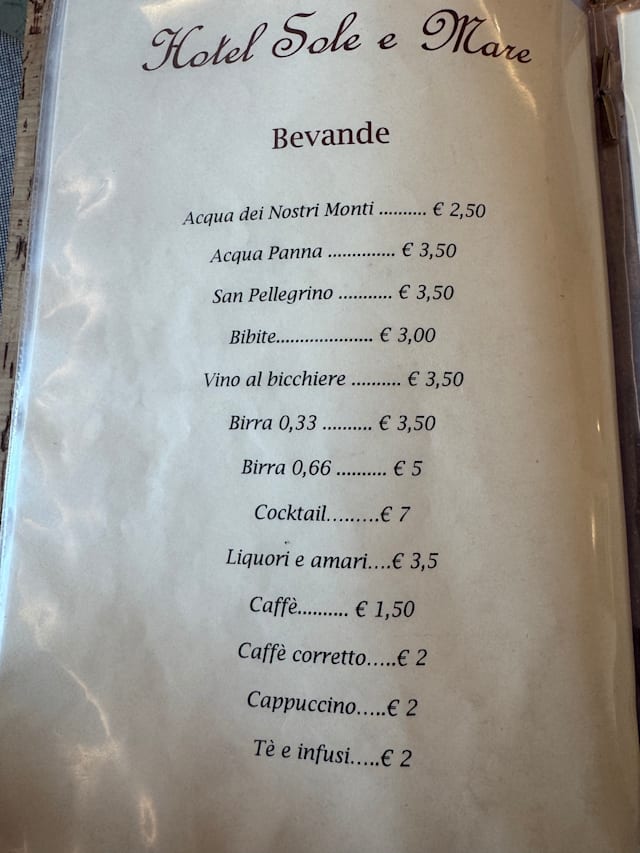 Hotel Sole e Mare
Bevande
Acqua dei Nostri Monti .......... € 2,50
Acqua Panna .............. € 3,50
San Pellegrino ........... € 3,50
Bibite.................... € 3,00
Vino al bicchiere .......... € 3,50
Birra 0,33 .......... € 3,50
Birra 0,66 .......... € 5
Cocktail.........€ 7
Liquori e amari....€ 3,5
Caffè.......... € 1,50
Caffè corretto.....€ 2
Cappuccino.....€ 2
Tè e infusi.....€ 2